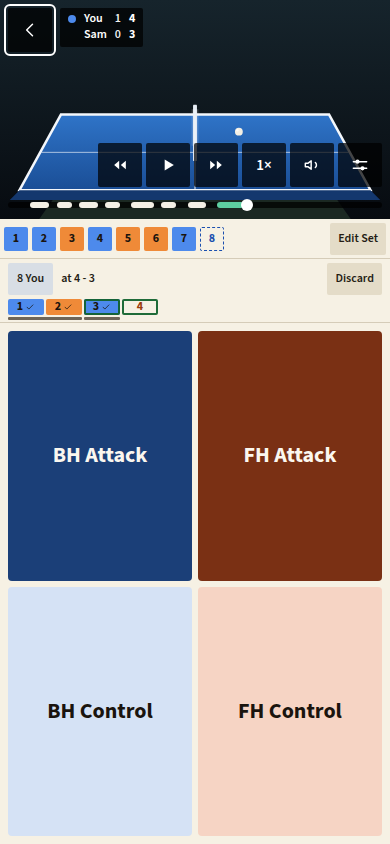 You 1 4
Sam 0 3
1×
1 2 3 4 5 6 7 8 Edit Set
8 You at 4 - 3 Discard
1 ✓ 2 ✓ 3 ✓ 4
BH Attack FH Attack
BH Control FH Control